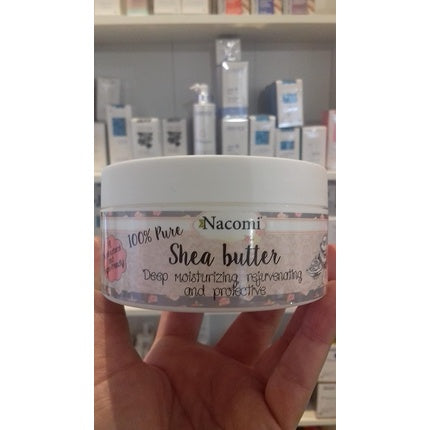 Nacomi
100% Pure
Shea butter
Deep moisturizing, rejuvenating
and protective